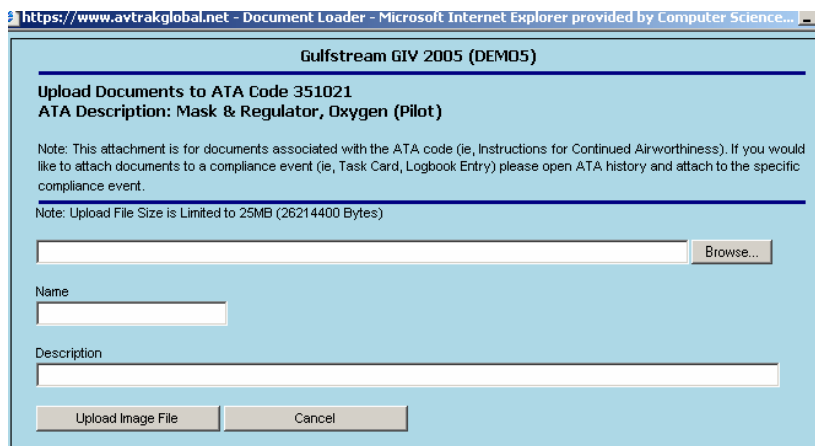 https://www.avtrakglobal.net - Document Loader - Microsoft Internet Explorer provided by Computer Science...
Gulfstream GIV 2005 (DEMO5)
Upload Documents to ATA Code 351021
ATA Description: Mask & Regulator, Oxygen (Pilot)
Note: This attachment is for documents associated with the ATA code (ie, Instructions for Continued Airworthiness). If you would
like to attach documents to a compliance event (ie, Task Card, Logbook Entry) please open ATA history and attach to the specific
compliance event.
Note: Upload File Size is Limited to 25MB (26214400 Bytes)
Browse...
Name
Description
Upload Image File Cancel